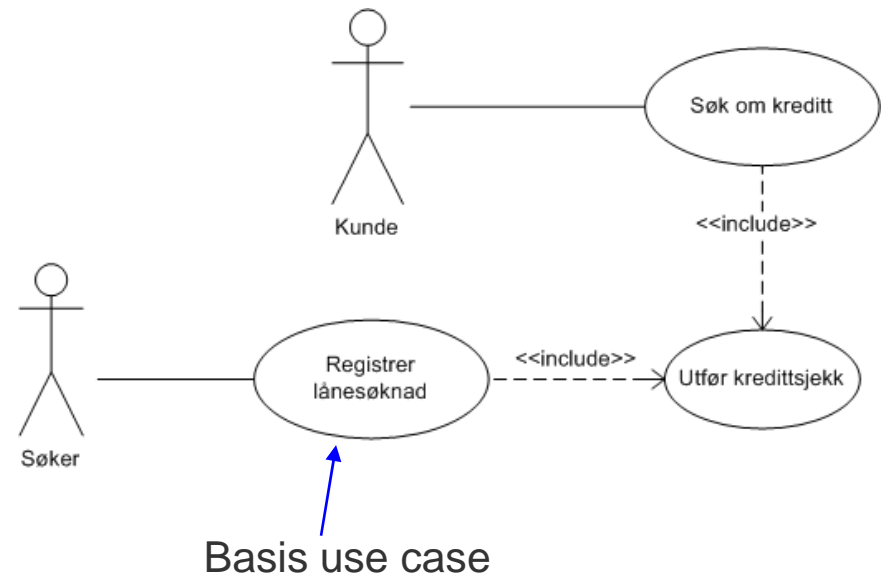 Søk om kreditt
Kunde
<<include>>
Registrer
lånesøknad
<<include>>
Utfør kredittsjekk
Søker
Basis use case